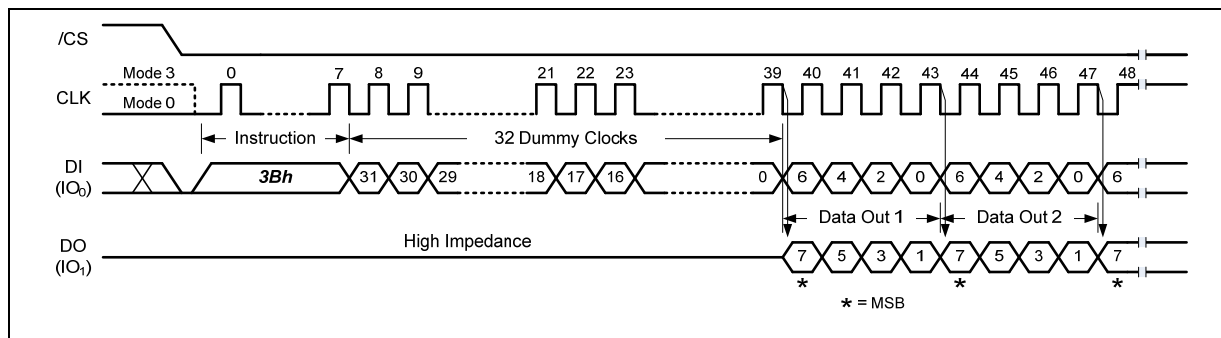 /CS
Mode 3 0 7 8 9 21 22 23 39 40 41 42 43 44 45 46 47 48
CLK Mode 0
Instruction 32 Dummy Clocks
DI
(IO0) 3Bh 31 30 29 18 17 16 0 6 4 2 0 6 4 2 0 6
Data Out 1 Data Out 2
High Impedance
DO
(IO1) 7 5 3 1 7 5 3 1 7
* * *
* = MSB